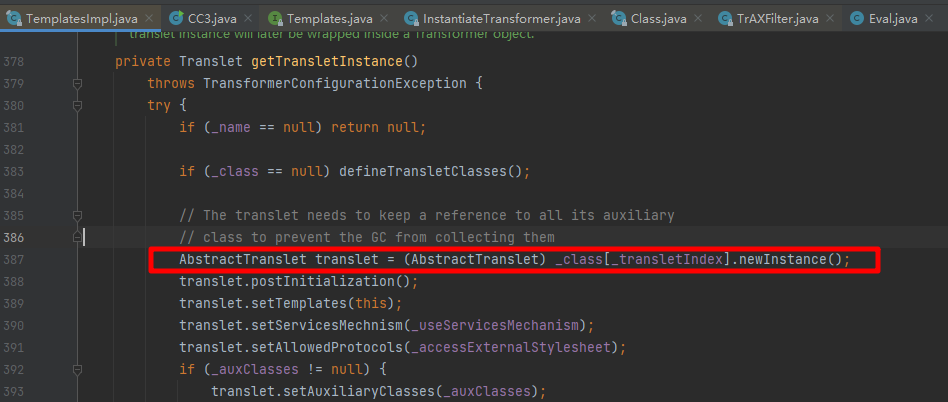 TemplatesImpl.java CC3.java Templates.java InstantiateTransformer.java Class.java TrAXFilter.java Eval.java
translet instance will later be wrapped inside a Transformer object.
378 private Translet getTransletInstance()
379 throws TransformerConfigurationException {
380 try {
381 if (_name == null) return null;
382
383 if (_class == null) defineTransletClasses();
384
385 // The translet needs to keep a reference to all its auxiliary
386 // class to prevent the GC from collecting them
387 AbstractTranslet translet = (AbstractTranslet) _class[_transletIndex].newInstance();
388 translet.postInitialization();
389 translet.setTemplates(this);
390 translet.setServicesMechnism(_useServicesMechanism);
391 translet.setAllowedProtocols(_accessExternalStylesheet);
392 if (_auxClasses != null) {
393 translet.setAuxiliaryClasses(_auxClasses);